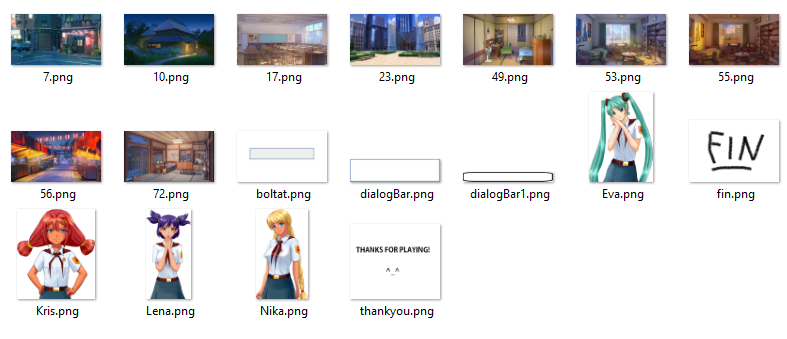 7.png
10.png
17.png
23.png
49.png
53.png
55.png
56.png
72.png
boltat.png
dialogBar.png
dialogBar1.png
Eva.png
FIN
fin.png
Kris.png
Lena.png
Nika.png
THANKS FOR PLAYING!
^_^
thankyou.png